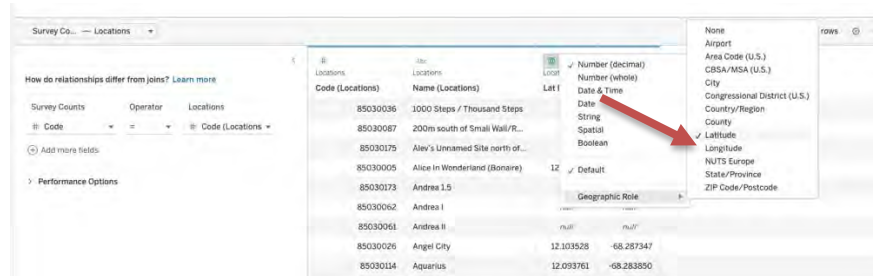 Survey Co... — Locations
rows
How do relationships differ from joins? Learn more
Survey Counts Operator Locations
# Code = # Code (Locations
Add more fields
> Performance Options
# Abc
Locations Locations Locat
Code (Locations) Name (Locations) Lat
85030036 1000 Steps / Thousand Steps
85030087 200m south of Small Wall/R...
85030175 Alev's Unnamed Site north of...
85030005 Alice In Wonderland (Bonaire) 12
85030173 Andrea 1.5
85030062 Andrea I null null
85030061 Andrea II null null
85030026 Angel City 12.103528 -68.287347
85030114 Aquarius 12.093761 -68.283850
✓ Number (decimal)
Number (whole)
Date & Time
Date
String
Spatial
Boolean
✓ Default
Geographic Role
None
Airport
Area Code (U.S.)
CBSA/MSA (U.S.)
City
Congressional District (U.S.)
Country/Region
County
✓ Latitude
Longitude
NUTS Europe
State/Province
ZIP Code/Postcode